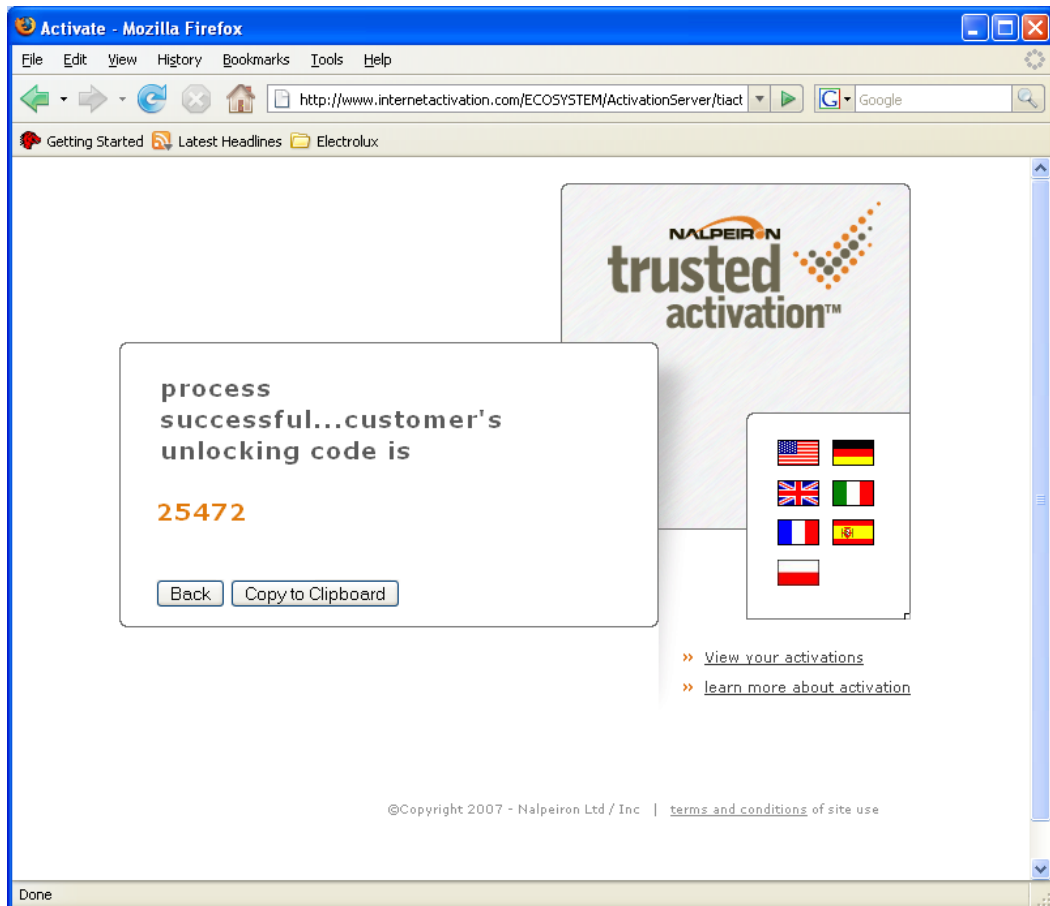 Activate - Mozilla Firefox
File Edit View History Bookmarks Tools Help
http://www.internetactivation.com/ECOSYSTEM/ActivationServer/tiact
G Google
Getting Started Latest Headlines Electrolux
NALPEIRON
trusted
activation™
process
successful...customer's
unlocking code is
25472
Back Copy to Clipboard
» View your activations
» learn more about activation
©Copyright 2007 - Nalpeiron Ltd / Inc | terms and conditions of site use
Done